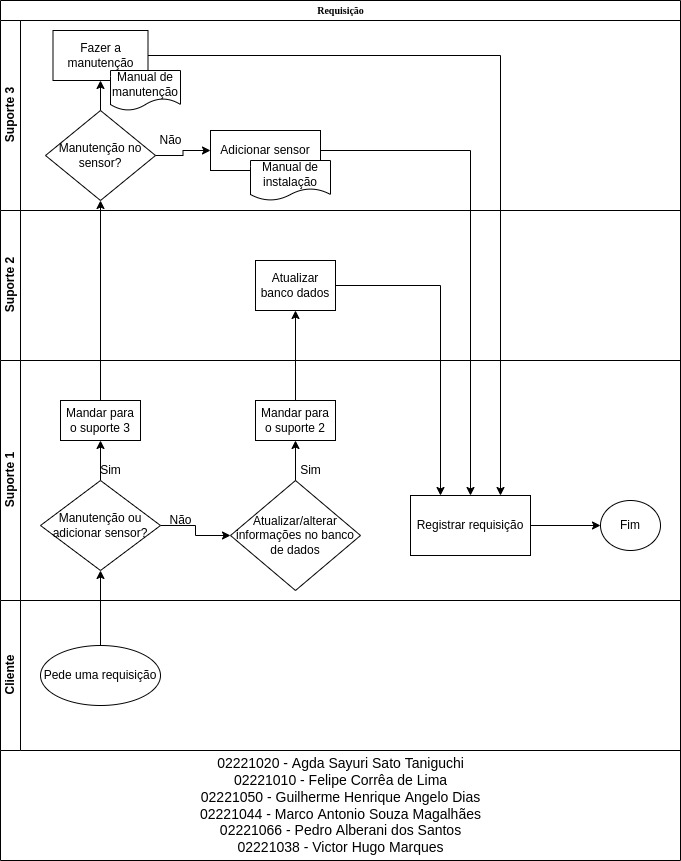 Requisição
Suporte 3
Fazer a
manutenção
Manual de
manutenção
Manutenção no
sensor?
Não
Adicionar sensor
Manual de
instalação
Suporte 2
Atualizar
banco dados
Suporte 1
Mandar para
o suporte 3
Mandar para
o suporte 2
Sim
Sim
Manutenção ou
adicionar sensor?
Não
Atualizar/alterar
informações no banco
de dados
Registrar requisição
Fim
Cliente
Pede uma requisição
02221020 - Agda Sayuri Sato Taniguchi
02221010 - Felipe Corrêa de Lima
02221050 - Guilherme Henrique Angelo Dias
02221044 - Marco Antonio Souza Magalhães
02221066 - Pedro Alberani dos Santos
02221038 - Victor Hugo Marques